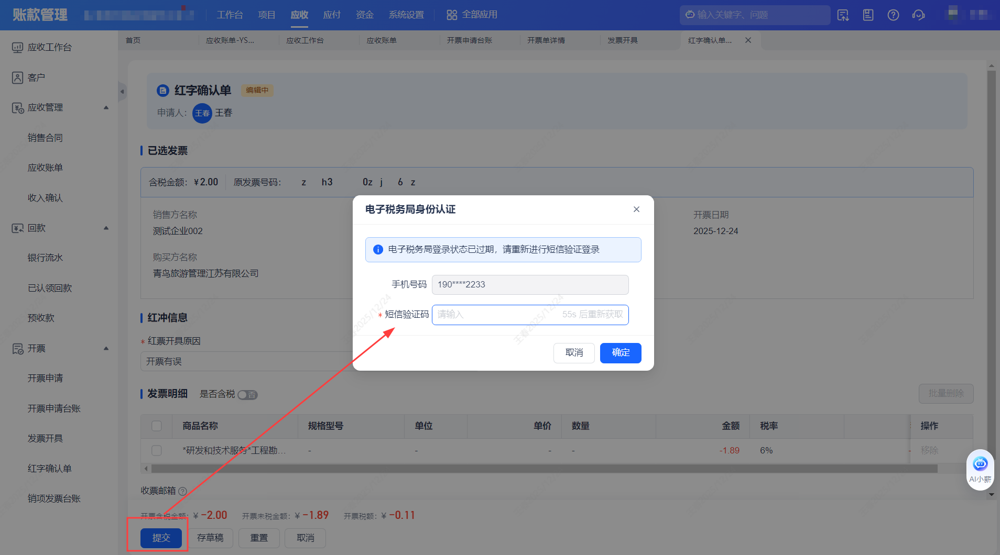 账款管理
工作台 项目 应收 应付 资金 系统设置 全部应用
输入关键字、问题
首页 应收账单-YS... 应收工作台 应收账单 开票申请台账 开票单详情 发票开具 红字确认单...
应收工作台
客户
应收管理
销售合同
应收账单
收入确认
回款
银行流水
已认领回款
预收款
开票
开票申请
开票申请台账
发票开具
红字确认单
销项发票台账
红字确认单 编辑中
申请人： 王春 王春
已选发票
含税金额： ¥2.00 原发票号码： z h3 0z j 6 z
销售方名称
测试企业002
开票日期
2025-12-24
购买方名称
青鸟旅游管理江苏有限公司
红冲信息
* 红票开具原因
开票有误
电子税务局身份认证
电子税务局登录状态已过期，请重新进行短信验证登录
手机号码 190****2233
* 短信验证码 请输入 55s 后重新获取
取消 确定
发票明细 是否含税 否
批量删除
商品名称 规格型号 单位 单价 数量 金额 税率 操作
*研发和技术服务*工程勘... - - - - -1.89 6% - 移除
收票邮箱
开票含税金额：¥ -2.00 开票未税金额：¥ -1.89 开票税额：¥ -0.11
提交 存草稿 重置 取消
AI小薪
王春2025/12/24
王春2025/12/24